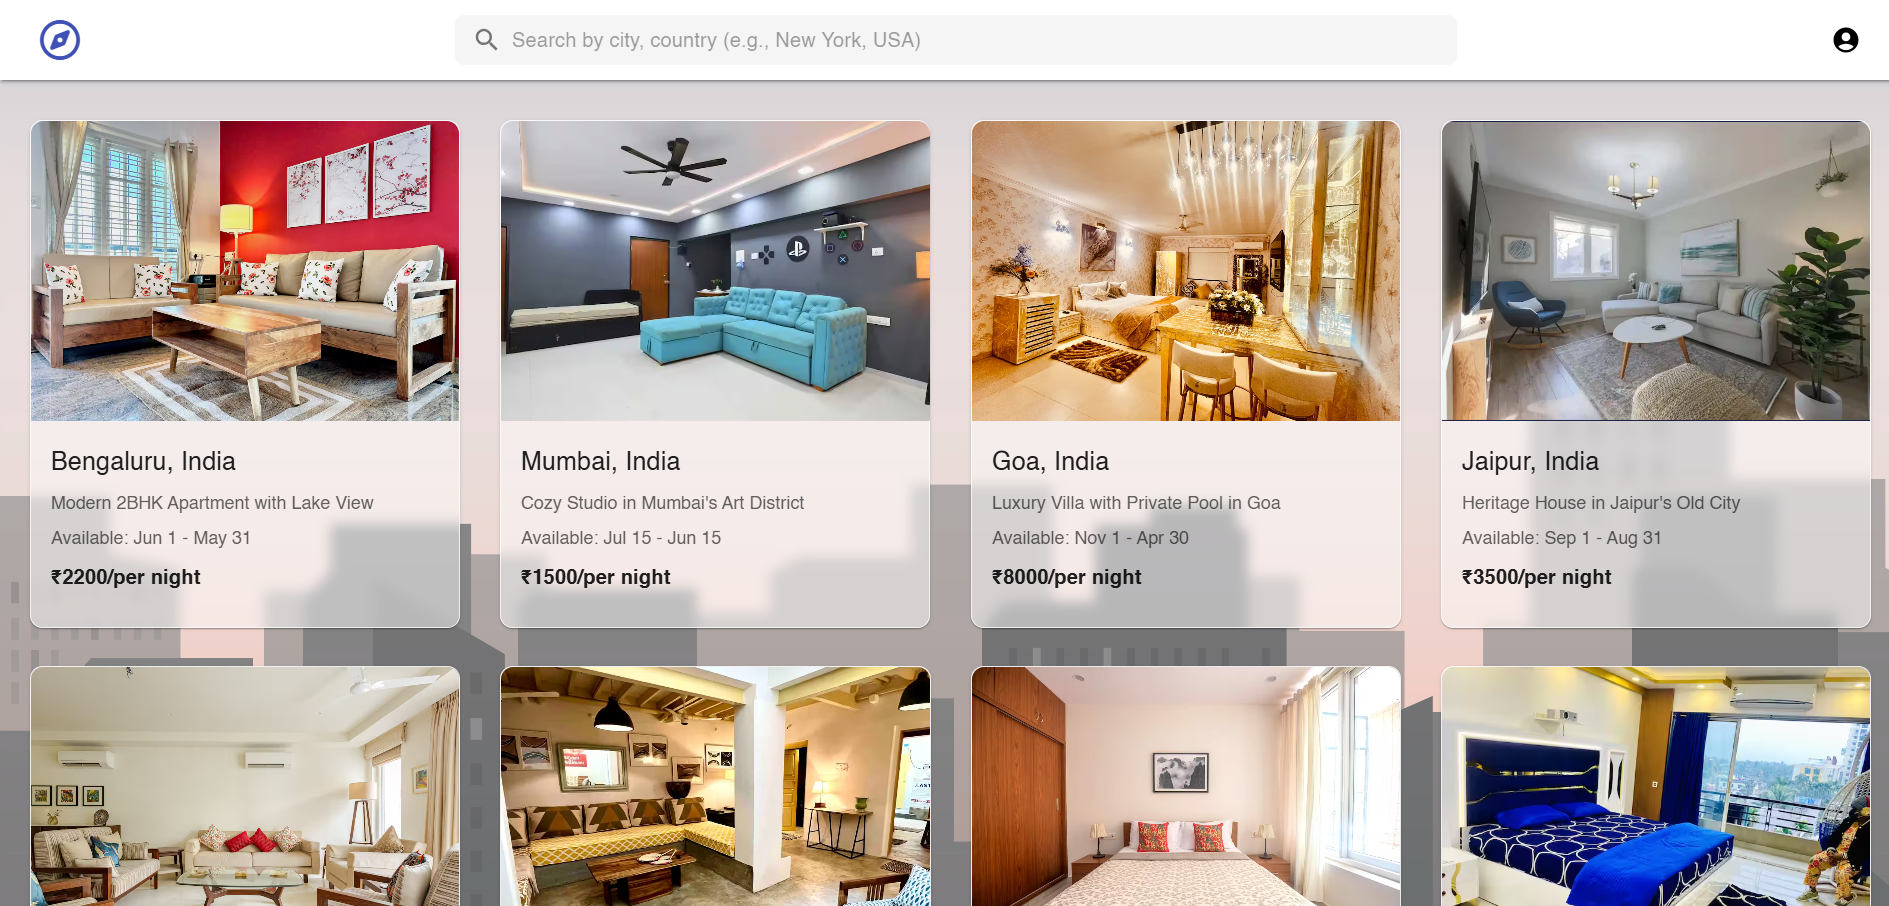 Search by city, country (e.g., New York, USA)
Bengaluru, India
Modern 2BHK Apartment with Lake View
Available: Jun 1 - May 31
₹2200/per night
Mumbai, India
Cozy Studio in Mumbai's Art District
Available: Jul 15 - Jun 15
₹1500/per night
Goa, India
Luxury Villa with Private Pool in Goa
Available: Nov 1 - Apr 30
₹8000/per night
Jaipur, India
Heritage House in Jaipur's Old City
Available: Sep 1 - Aug 31
₹3500/per night